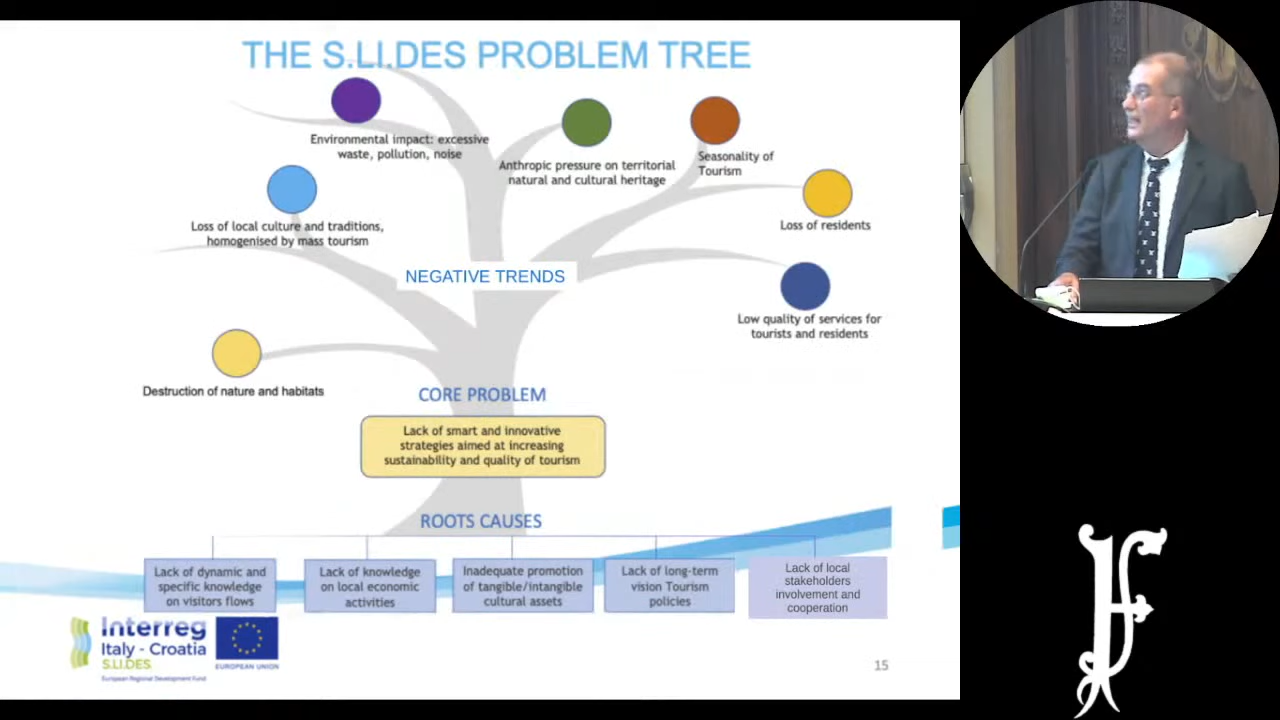 THE S.LI.DES PROBLEM TREE
Environmental impact: excessive
waste, pollution, noise
Anthropic pressure on territorial
natural and cultural heritage
Seasonality of
Tourism
Loss of local culture and traditions,
homogenised by mass tourism
Loss of residents
NEGATIVE TRENDS
Low quality of services for
tourists and residents
Destruction of nature and habitats
CORE PROBLEM
Lack of smart and innovative
strategies aimed at increasing
sustainability and quality of tourism
ROOTS CAUSES
Lack of dynamic and
specific knowledge
on visitors flows
Lack of knowledge
on local economic
activities
Inadequate promotion
of tangible/intangible
cultural assets
Lack of long-term
vision Tourism
policies
Lack of local
stakeholders
involvement and
cooperation
Interreg
Italy - Croatia
S.LI.DES
European Regional Development Fund
EUROPEAN UNION
15